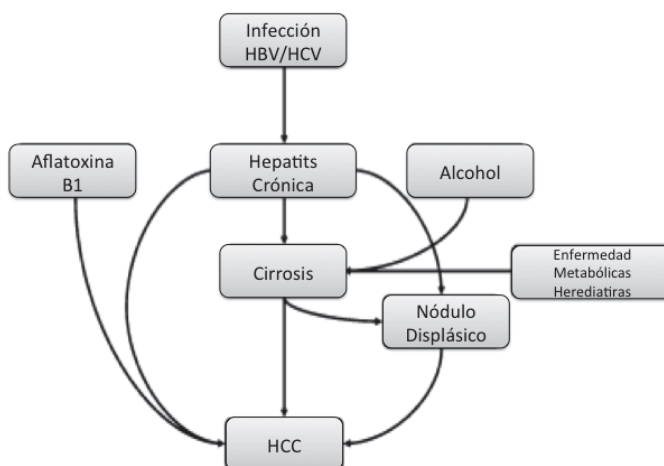 Infección
HBV/HCV
Aflatoxina
B1
Hepatits
Crónica
Alcohol
Cirrosis
Enfermedad
Metabólicas
Herediatiras
Nódulo
Displásico
HCC